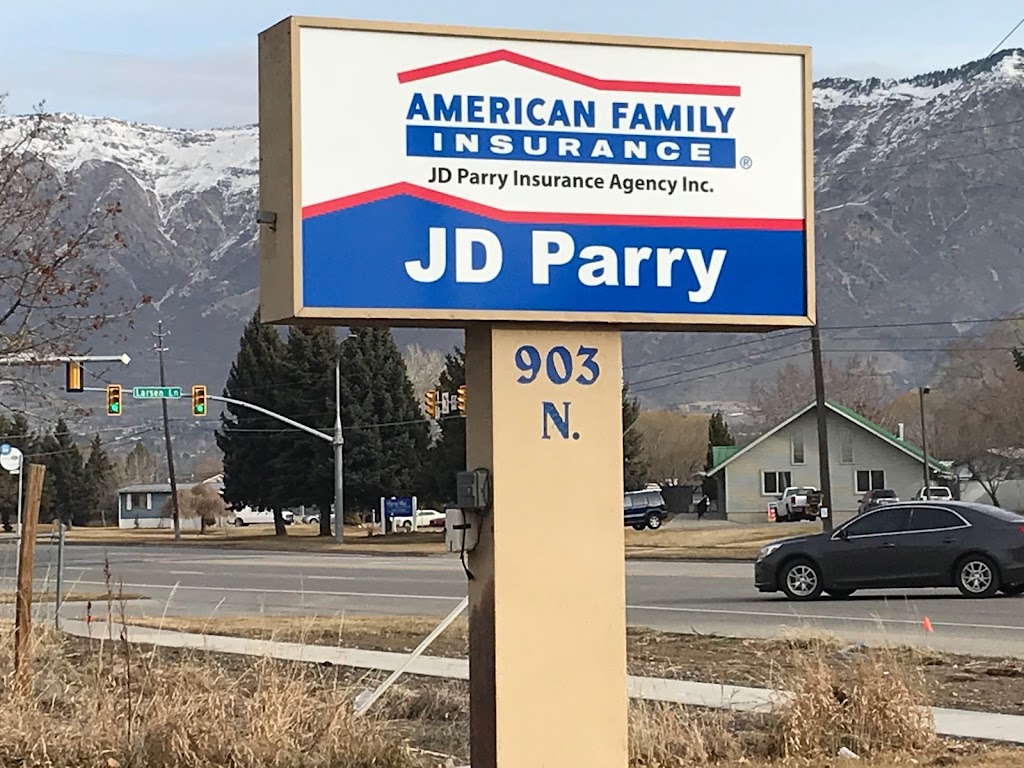 AMERICAN FAMILY
INSURANCE ®
JD Parry Insurance Agency Inc.
JD Parry
903
N.
Larsen Ln